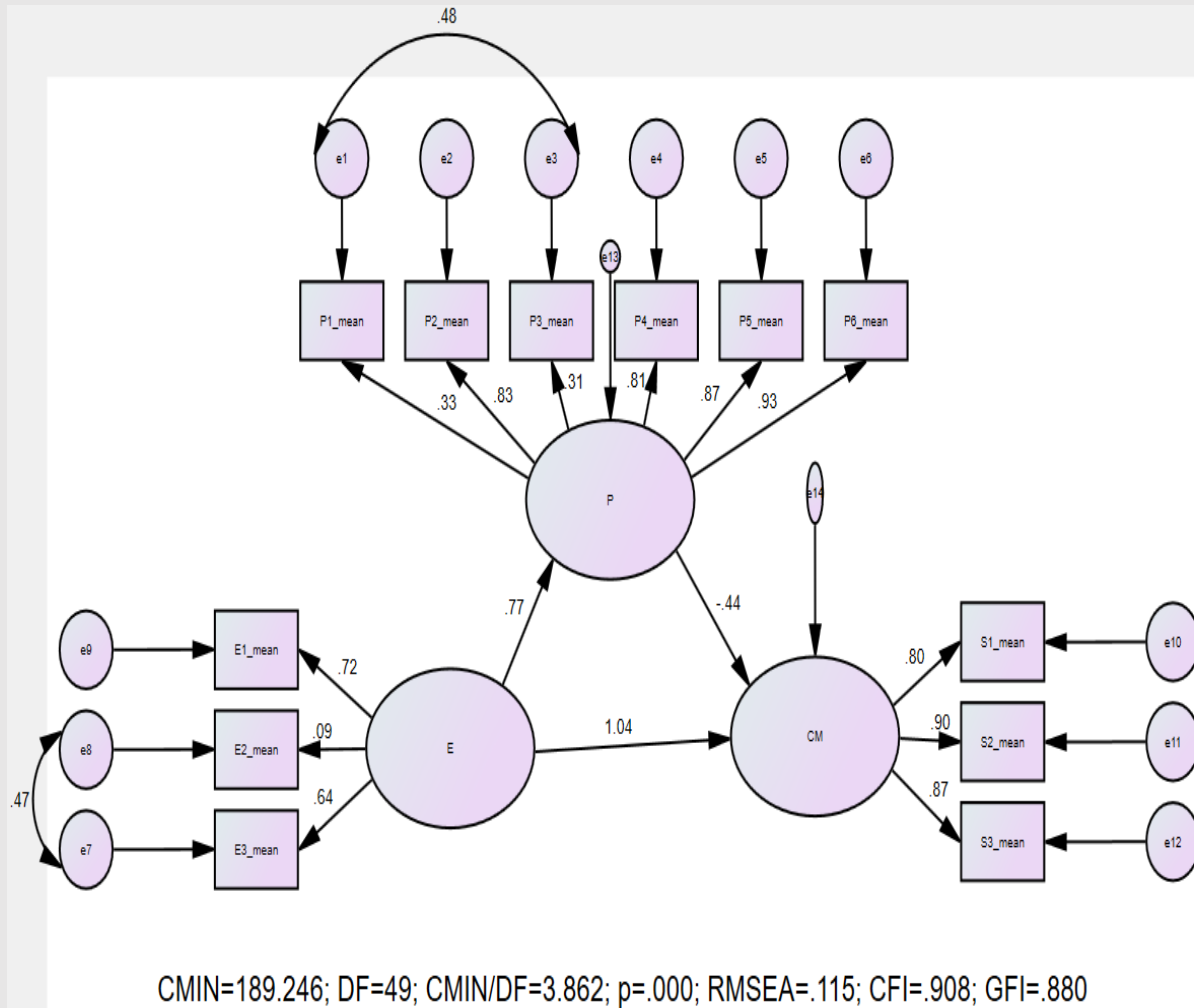 .48
e1 e2 e3 e4 e5 e6
e13
P1_mean P2_mean P3_mean P4_mean P5_mean P6_mean
.33 .83 .31 .81 .87 .93
P
e14
.77 -.44
e9 E1_mean .72
S1_mean e10
.80
e8 E2_mean .09
E
1.04
CM
.90
S2_mean e11
.47
.64
.87
e7 E3_mean
S3_mean e12
CMIN=189.246; DF=49; CMIN/DF=3.862; p=.000; RMSEA=.115; CFI=.908; GFI=.880